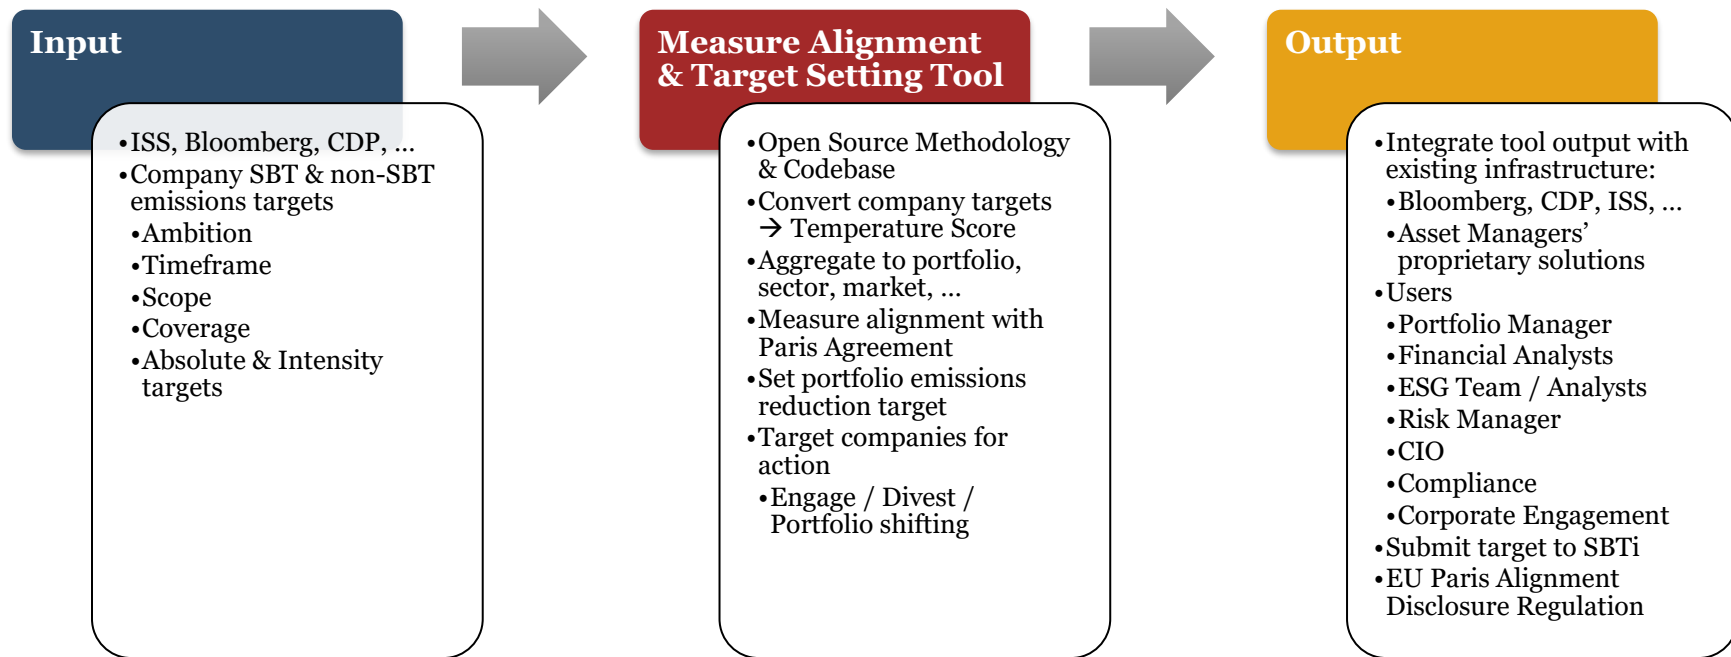 Input
•ISS, Bloomberg, CDP, ...
•Company SBT & non-SBT
emissions targets
•Ambition
•Timeframe
•Scope
•Coverage
•Absolute & Intensity
targets
Measure Alignment
& Target Setting Tool
•Open Source Methodology
& Codebase
•Convert company targets
→ Temperature Score
•Aggregate to portfolio,
sector, market, ...
•Measure alignment with
Paris Agreement
•Set portfolio emissions
reduction target
•Target companies for
action
•Engage / Divest /
Portfolio shifting
Output
•Integrate tool output with
existing infrastructure:
•Bloomberg, CDP, ISS, ...
•Asset Managers’
proprietary solutions
•Users
•Portfolio Manager
•Financial Analysts
•ESG Team / Analysts
•Risk Manager
•CIO
•Compliance
•Corporate Engagement
•Submit target to SBTi
•EU Paris Alignment
Disclosure Regulation